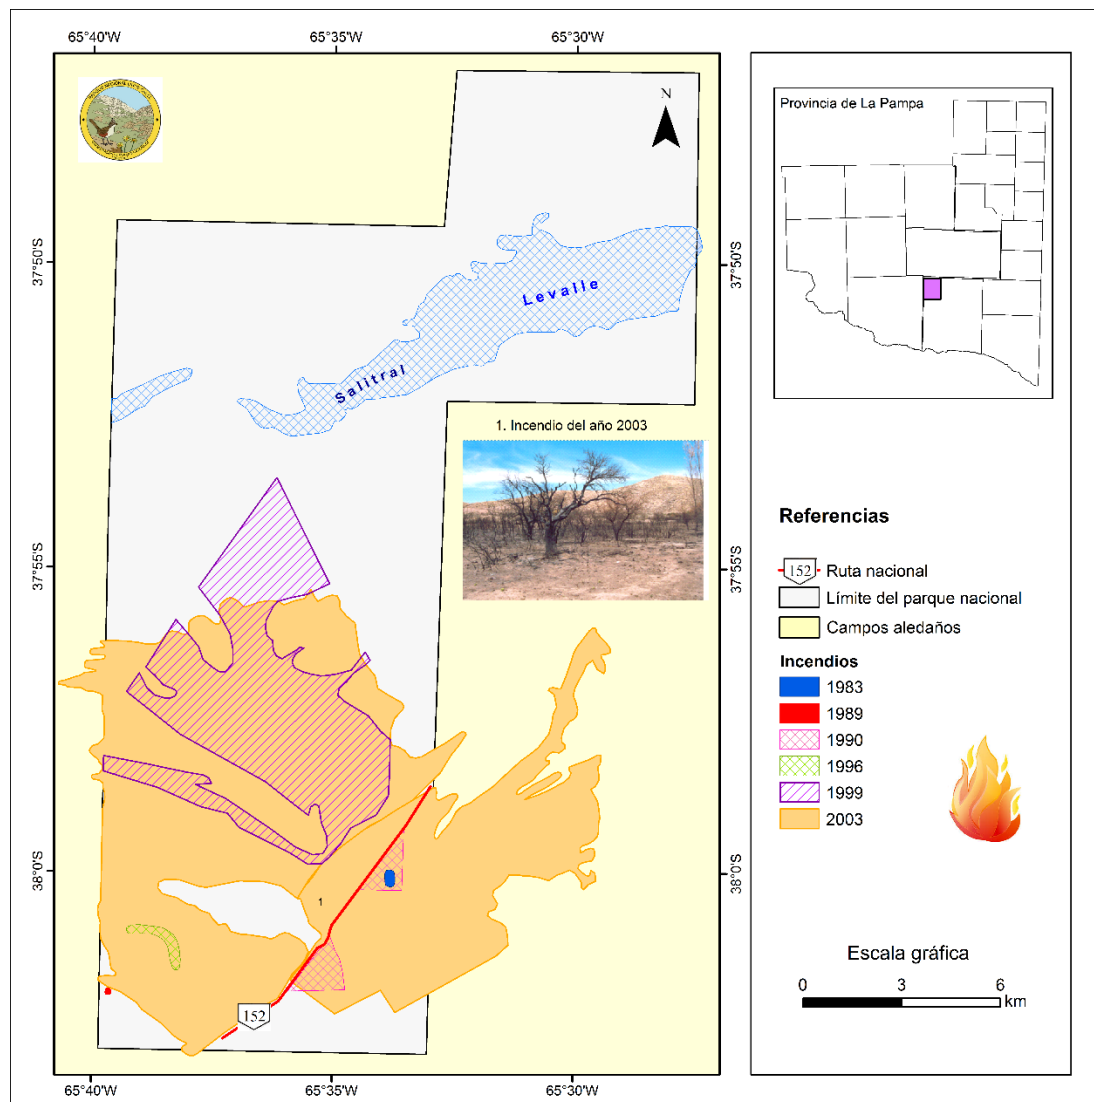 65°40'W
65°35'W
65°30'W
N
37°50'S
37°50'S
Levalle
Salitral
1. Incendio del año 2003
37°55'S
37°55'S
38°0'S
38°0'S
1
152
65°40'W
65°35'W
65°30'W
Provincia de La Pampa
Referencias
152 Ruta nacional
Límite del parque nacional
Campos aledaños
Incendios
1983
1989
1990
1996
1999
2003
Escala gráfica
0 3 6
km